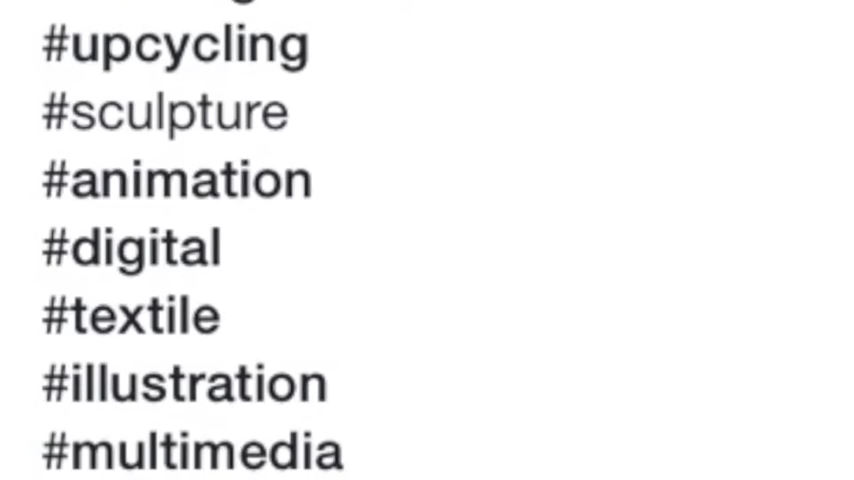 #upcycling
#sculpture
#animation
#digital
#textile
#illustration
#multimedia